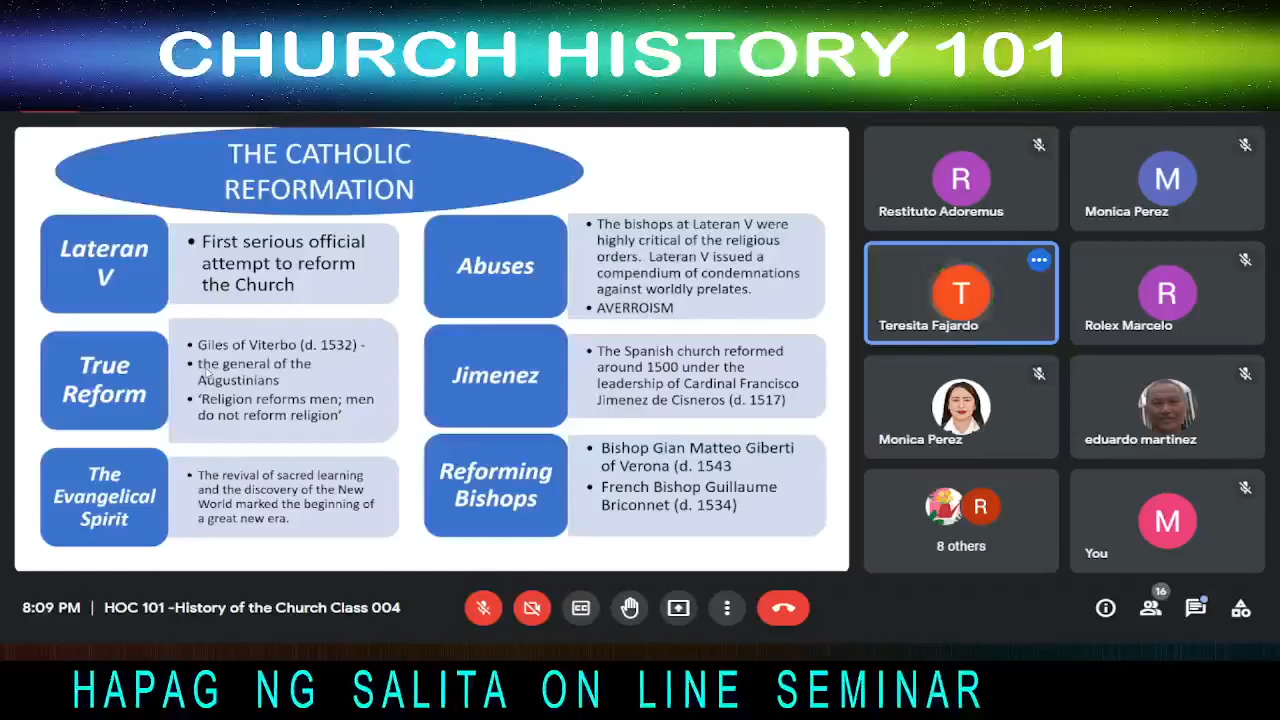 CHURCH HISTORY 101
THE CATHOLIC
REFORMATION
Lateran
V
• First serious official
attempt to reform
the Church
True
Reform
• Giles of Viterbo (d. 1532) -
• the general of the
Augustinians
• ‘Religion reforms men; men
do not reform religion’
The
Evangelical
Spirit
• The revival of sacred learning
and the discovery of the New
World marked the beginning of
a great new era.
Abuses
• The bishops at Lateran V were
highly critical of the religious
orders. Lateran V issued a
compendium of condemnations
against worldly prelates.
• AVERROISM
Jimenez
• The Spanish church reformed
around 1500 under the
leadership of Cardinal Francisco
Jimenez de Cisneros (d. 1517)
Reforming
Bishops
• Bishop Gian Matteo Giberti
of Verona (d. 1543
• French Bishop Guillaume
Briconnet (d. 1534)
R
Restituto Adoremus
M
Monica Perez
T
Teresita Fajardo
R
Rolex Marcelo
Monica Perez
eduardo martinez
R
8 others
M
You
8:09 PM | HOC 101 -History of the Church Class 004
CC
16
HAPAG NG SALITA ON LINE SEMINAR